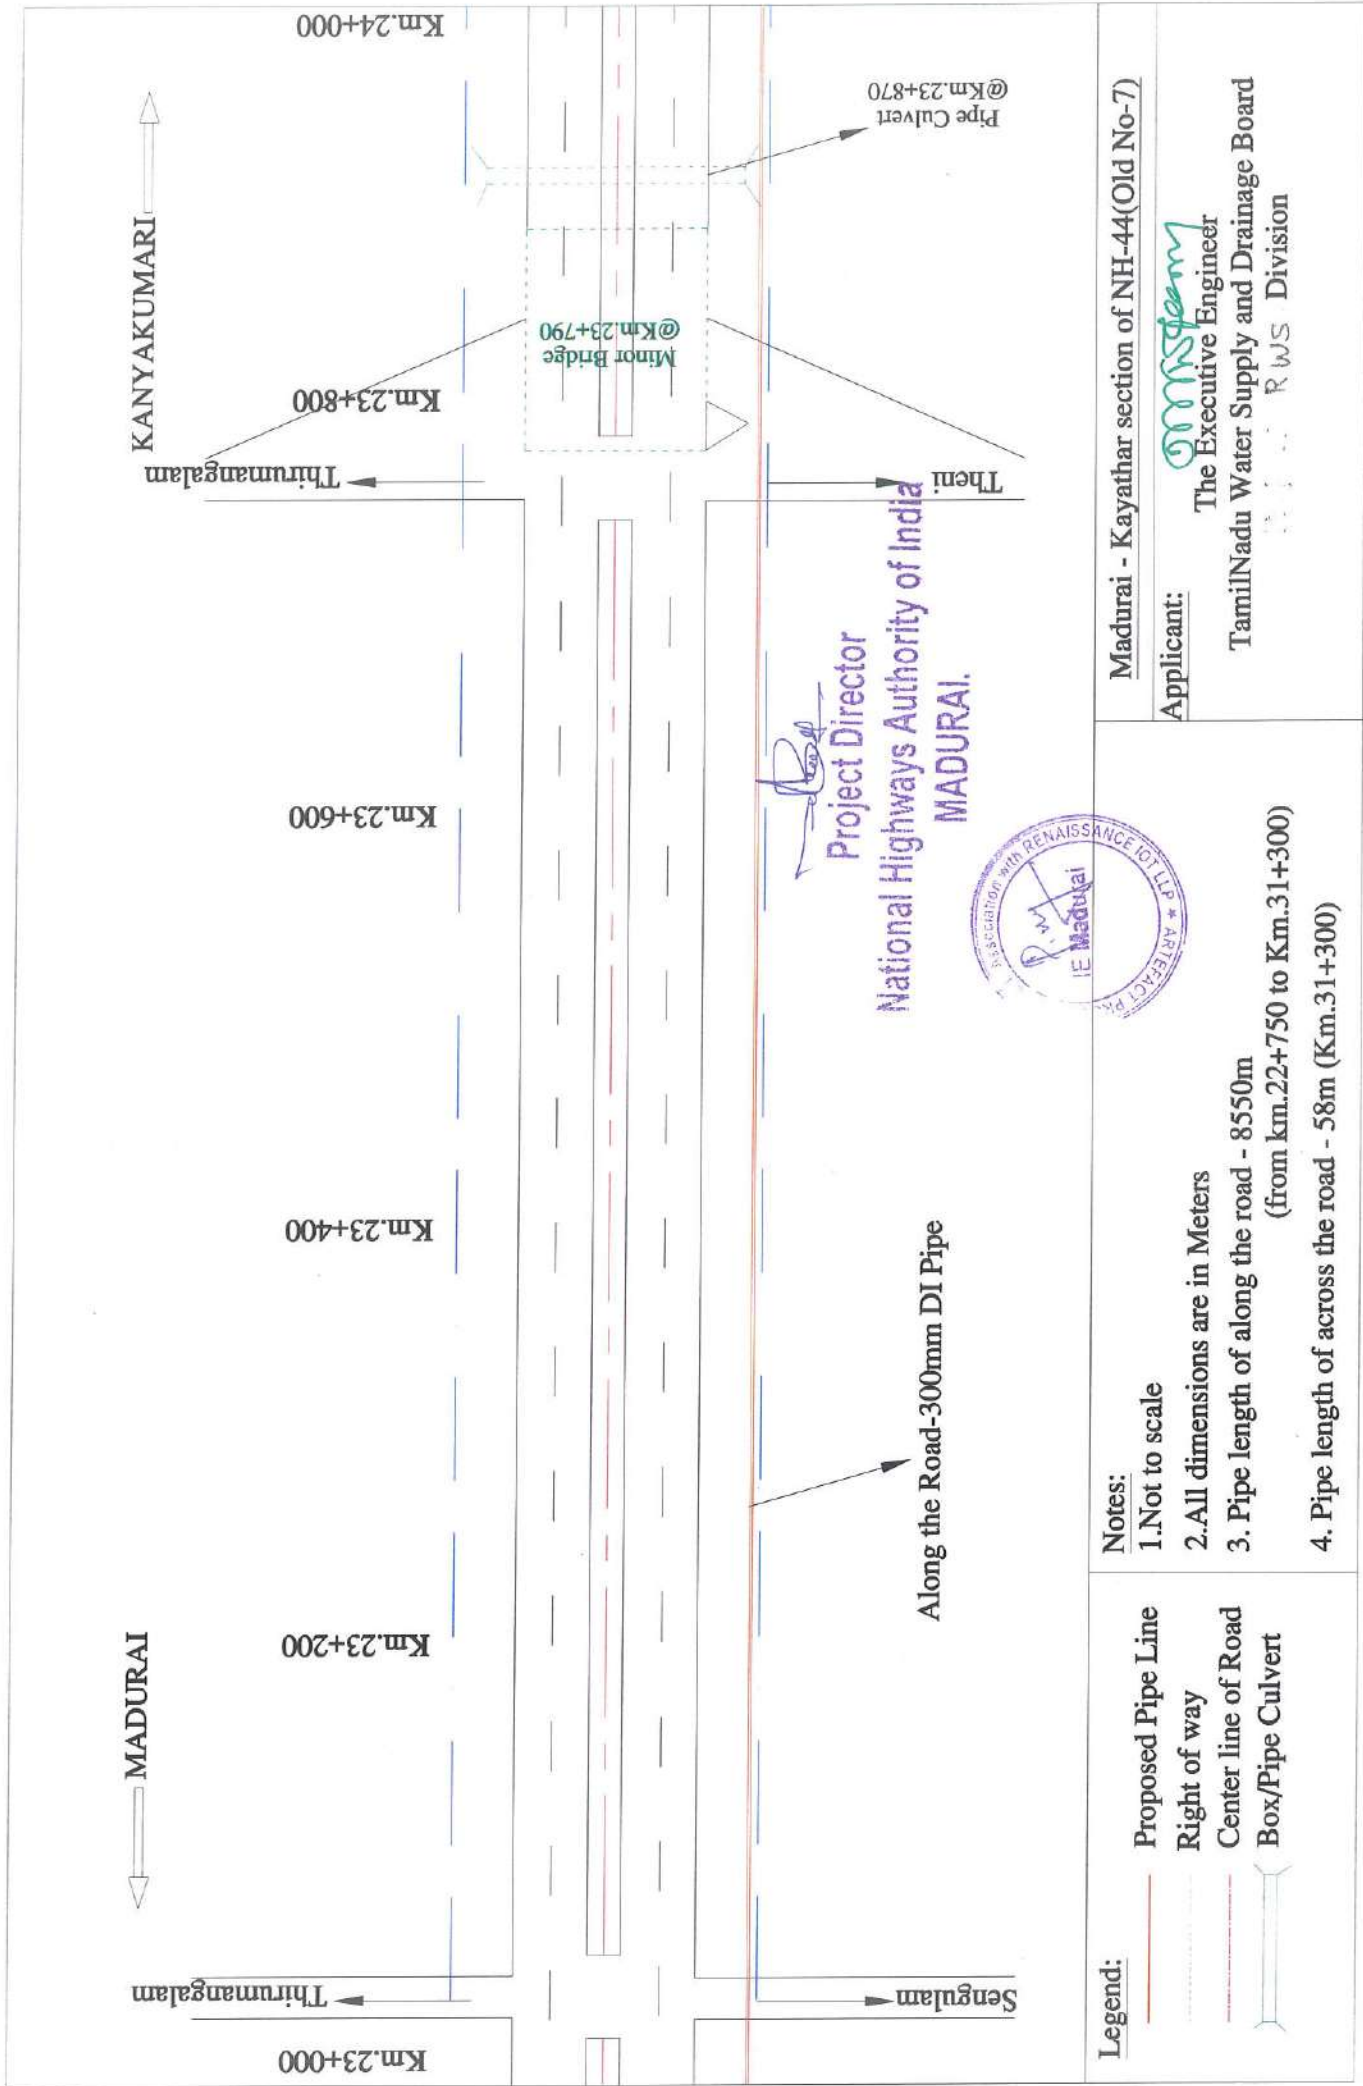 MADURAI
KANYAKUMARI
Km.23+000
Km.23+200
Km.23+400
Km.23+600
Km.23+800
Km.24+000
Thirumangalam
Thirumangalam
Minor Bridge
@Km.23+790
Pipe Culvert
@Km.23+870
Sengulam
Theni
Along the Road-300mm DI Pipe
Project Director
National Highways Authority of India
MADURAI.
Association with RENAISSANCE IOT LLP * ARTEFACT
IE Madurai
Legend:
Proposed Pipe Line
Right of way
Center line of Road
Box/Pipe Culvert
Notes:
1.Not to scale
2.All dimensions are in Meters
3. Pipe length of along the road - 8550m
(from km.22+750 to Km.31+300)
4. Pipe length of across the road - 58m (Km.31+300)
Madurai - Kayathar section of NH-44(Old No-7)
Applicant:
The Executive Engineer
TamilNadu Water Supply and Drainage Board
RWS Division